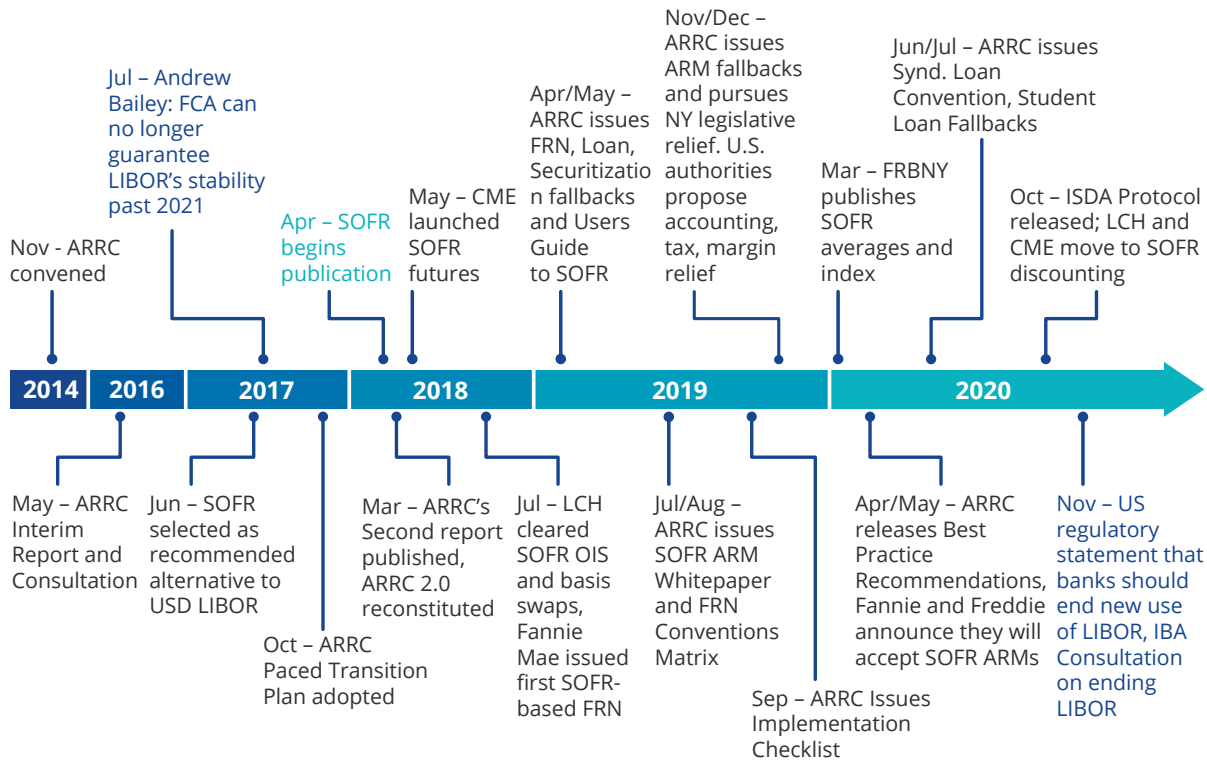 Nov - ARRC
convened
Jul – Andrew
Bailey: FCA can
no longer
guarantee
LIBOR’s stability
past 2021
Apr – SOFR
begins
publication
May – CME
launched
SOFR
futures
Apr/May –
ARRC issues
FRN, Loan,
Securitizatio
n fallbacks
and Users
Guide
to SOFR
Nov/Dec –
ARRC issues
ARM fallbacks
and pursues
NY legislative
relief. U.S.
authorities
propose
accounting,
tax, margin
relief
Mar – FRBNY
publishes
SOFR
averages and
index
Jun/Jul – ARRC issues
Synd. Loan
Convention, Student
Loan Fallbacks
Oct – ISDA Protocol
released; LCH and
CME move to SOFR
discounting
2014
2016
2017
2018
2019
2020
May – ARRC
Interim
Report and
Consultation
Jun – SOFR
selected as
recommended
alternative to
USD LIBOR
Oct – ARRC
Paced Transition
Plan adopted
Mar – ARRC’s
Second report
published,
ARRC 2.0
reconstituted
Jul – LCH
cleared
SOFR OIS
and basis
swaps,
Fannie
Mae issued
first SOFR-
based FRN
Jul/Aug –
ARRC issues
SOFR ARM
Whitepaper
and FRN
Conventions
Matrix
Sep – ARRC Issues
Implementation
Checklist
Apr/May – ARRC
releases Best
Practice
Recommendations,
Fannie and Freddie
announce they will
accept SOFR ARMs
Nov – US
regulatory
statement that
banks should
end new use
of LIBOR, IBA
Consultation
on ending
LIBOR